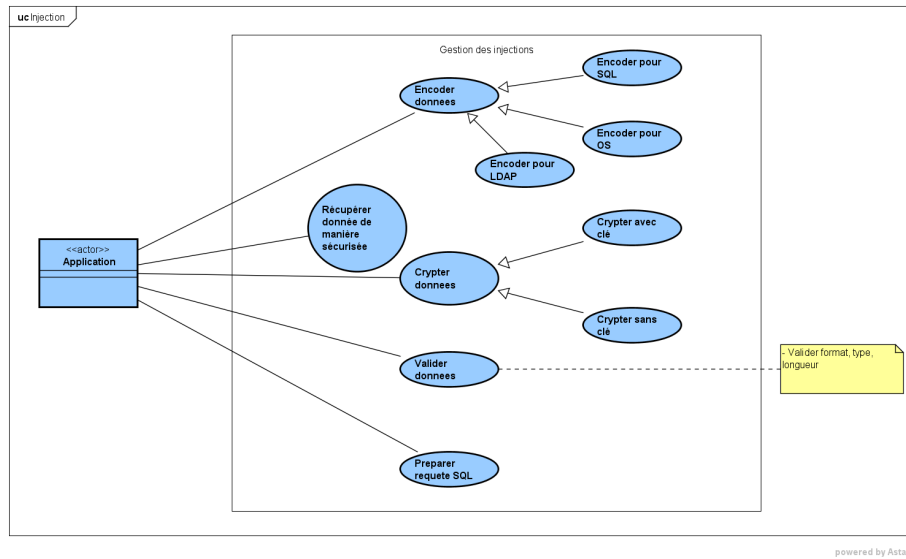 uc Injection
Gestion des injections
Encoder pour
SQL
Encoder
donnees
Encoder pour
OS
Encoder pour
LDAP
Récupérer
donnée de
manière
sécurisée
Crypter avec
clé
<<actor>>
Application
Crypter
donnees
Crypter sans
clé
Valider
donnees
- Valider format, type,
longueur
Preparer
requete SQL
powered by Asta